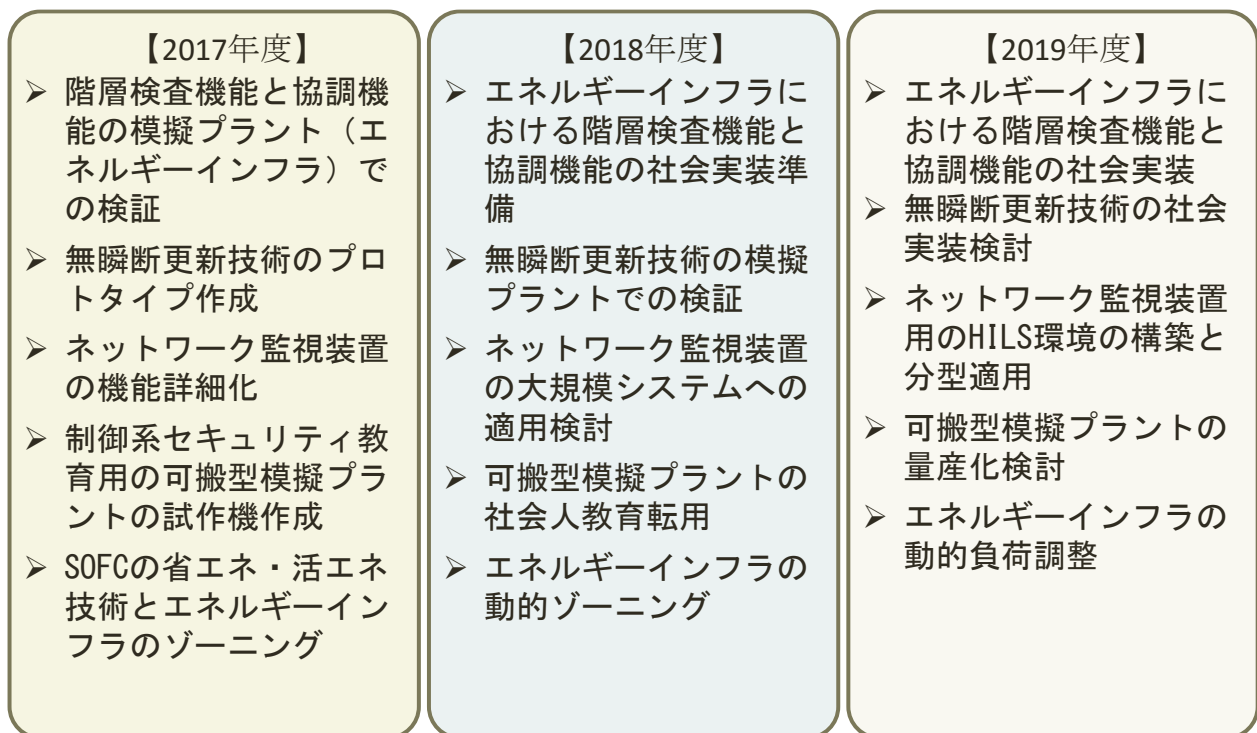 【2017年度】
➢ 階層検査機能と協調機
能の模擬プラント（エ
ネルギーインフラ）で
の検証
➢ 無瞬断更新技術のプロ
トタイプ作成
➢ ネットワーク監視装置
の機能詳細化
➢ 制御系セキュリティ教
育用の可搬型模擬プラ
ントの試作機作成
➢ SOFCの省エネ・活エネ
技術とエネルギーイン
フラのゾーニング
【2018年度】
➢ エネルギーインフラに
おける階層検査機能と
協調機能の社会実装準
備
➢ 無瞬断更新技術の模擬
プラントでの検証
➢ ネットワーク監視装置
の大規模システムへの
適用検討
➢ 可搬型模擬プラントの
社会人教育転用
➢ エネルギーインフラの
動的ゾーニング
【2019年度】
➢ エネルギーインフラに
おける階層検査機能と
協調機能の社会実装
➢ 無瞬断更新技術の社会
実装検討
➢ ネットワーク監視装置
用のHILS環境の構築と
分型適用
➢ 可搬型模擬プラントの
量産化検討
➢ エネルギーインフラの
動的負荷調整